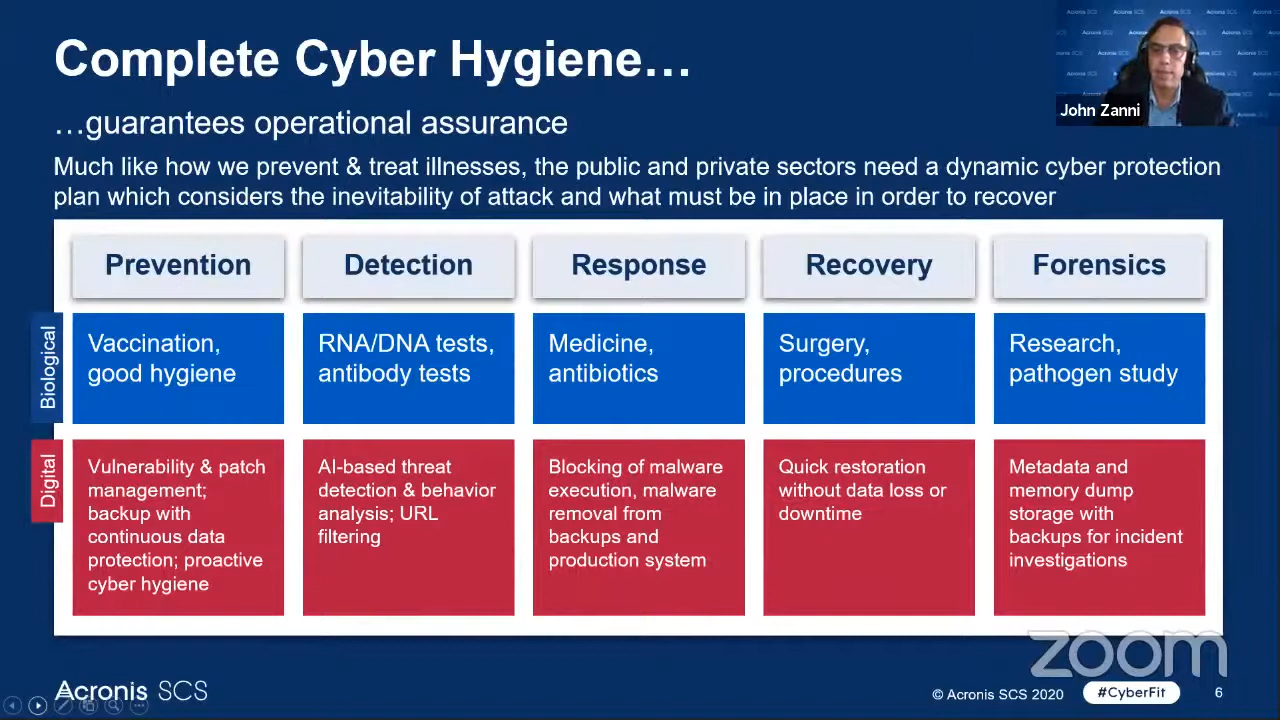 Complete Cyber Hygiene…
…guarantees operational assurance
Much like how we prevent & treat illnesses, the public and private sectors need a dynamic cyber protection
plan which considers the inevitability of attack and what must be in place in order to recover
John Zanni
Prevention
Detection
Response
Recovery
Forensics
Biological
Vaccination,
good hygiene
RNA/DNA tests,
antibody tests
Medicine,
antibiotics
Surgery,
procedures
Research,
pathogen study
Digital
Vulnerability & patch
management;
backup with
continuous data
protection; proactive
cyber hygiene
AI-based threat
detection & behavior
analysis; URL
filtering
Blocking of malware
execution, malware
removal from
backups and
production system
Quick restoration
without data loss or
downtime
Metadata and
memory dump
storage with
backups for incident
investigations
zoom
Acronis SCS
© Acronis SCS 2020
#CyberFit
6